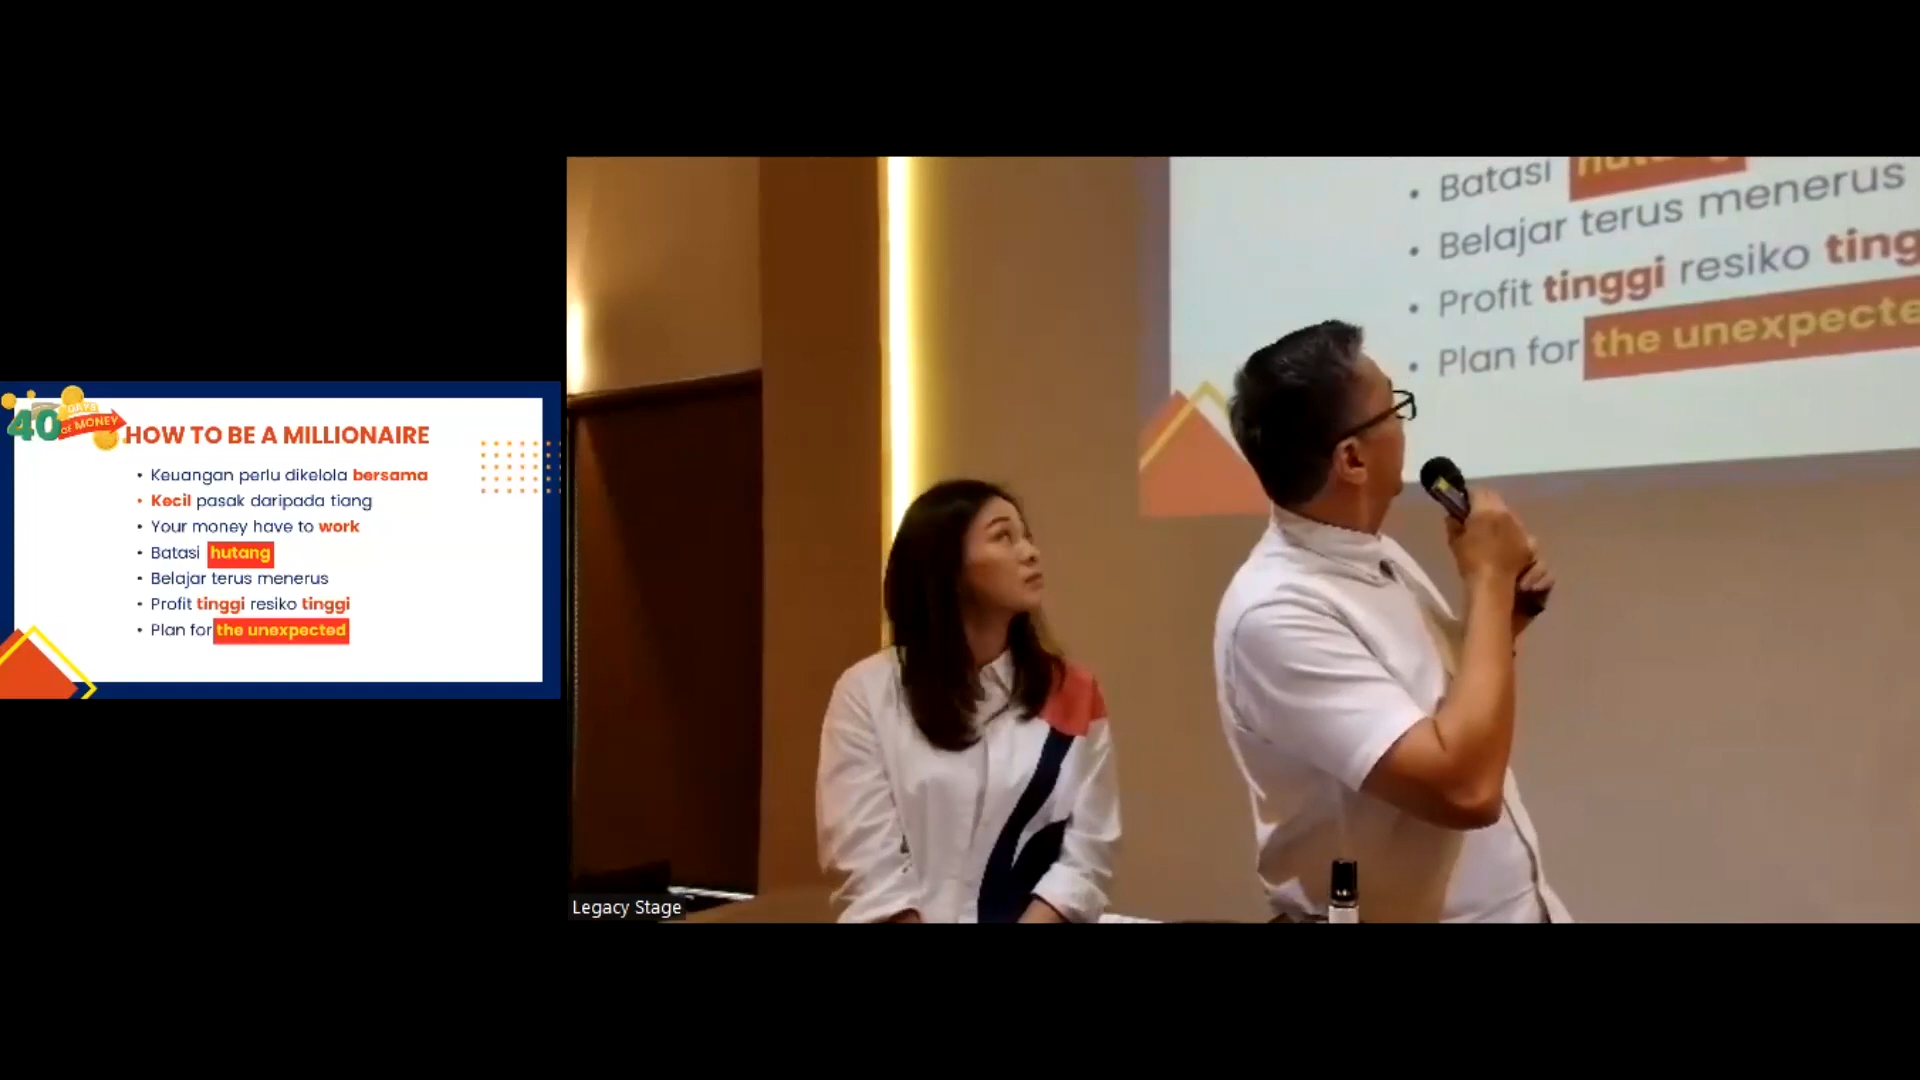 40 DAYS OF MONEY
HOW TO BE A MILLIONAIRE
• Keuangan perlu dikelola bersama
• Kecil pasak daripada tiang
• Your money have to work
• Batasi hutang
• Belajar terus menerus
• Profit tinggi resiko tinggi
• Plan for the unexpected
• Batasi hutang
• Belajar terus menerus
• Profit tinggi resiko ting
• Plan for the unexpecte
Legacy Stage